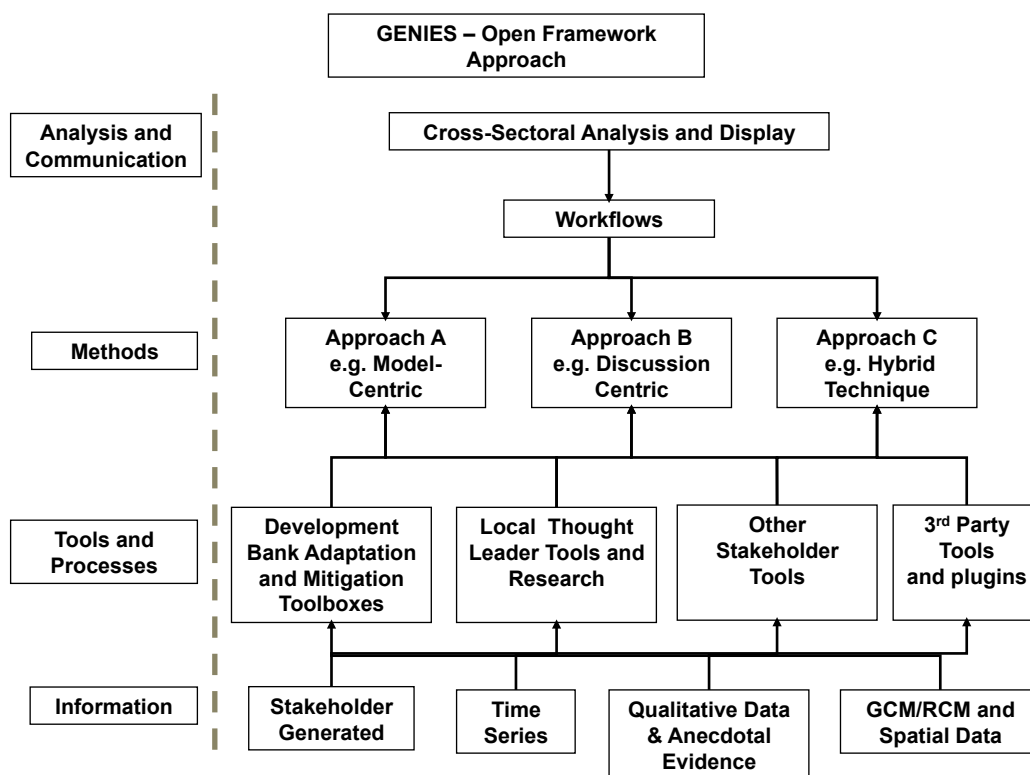 GENIES – Open Framework
Approach
Analysis and
Communication
Cross-Sectoral Analysis and Display
Workflows
Methods
Approach A
e.g. Model-
Centric
Approach B
e.g. Discussion
Centric
Approach C
e.g. Hybrid
Technique
Tools and
Processes
Development
Bank Adaptation
and Mitigation
Toolboxes
Local Thought
Leader Tools and
Research
Other
Stakeholder
Tools
3rd Party
Tools
and plugins
Information
Stakeholder
Generated
Time
Series
Qualitative Data
& Anecdotal
Evidence
GCM/RCM and
Spatial Data